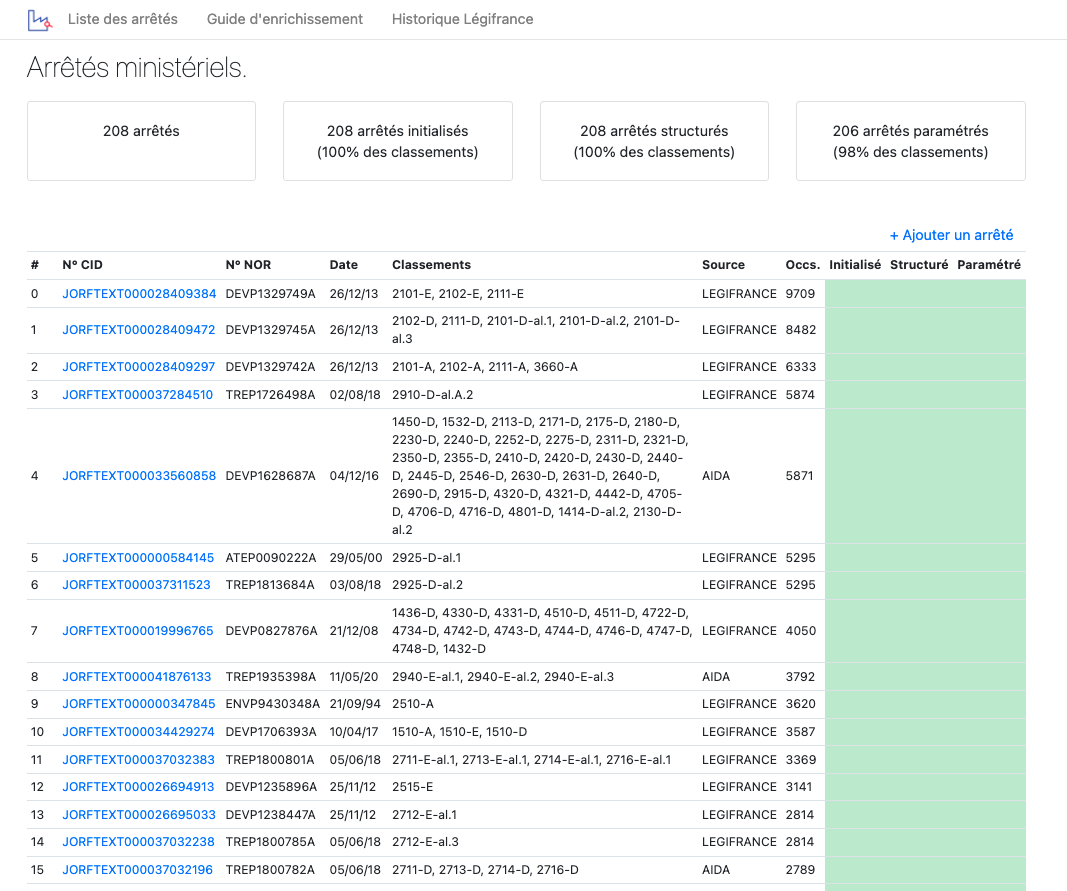 Liste des arrêtés Guide d'enrichissement Historique Légifrance
Arrêtés ministériels.
208 arrêtés
208 arrêtés initialisés
(100% des classements)
208 arrêtés structurés
(100% des classements)
206 arrêtés paramétrés
(98% des classements)
+ Ajouter un arrêté
# N° CID N° NOR Date Classements Source Occs. Initialisé Structuré Paramétré
0 JORFTEXT000028409384 DEVP1329749A 26/12/13 2101-E, 2102-E, 2111-E LEGIFRANCE 9709
1 JORFTEXT000028409472 DEVP1329745A 26/12/13 2102-D, 2111-D, 2101-D-al.1, 2101-D-al.2, 2101-D-
al.3 LEGIFRANCE 8482
2 JORFTEXT000028409297 DEVP1329742A 26/12/13 2101-A, 2102-A, 2111-A, 3660-A LEGIFRANCE 6333
3 JORFTEXT000037284510 TREP1726498A 02/08/18 2910-D-al.A.2 LEGIFRANCE 5874
4 JORFTEXT000033560858 DEVP1628687A 04/12/16 1450-D, 1532-D, 2113-D, 2171-D, 2175-D, 2180-D,
2230-D, 2240-D, 2252-D, 2275-D, 2311-D, 2321-D,
2350-D, 2355-D, 2410-D, 2420-D, 2430-D, 2440-
D, 2445-D, 2546-D, 2630-D, 2631-D, 2640-D,
2690-D, 2915-D, 4320-D, 4321-D, 4442-D, 4705-
D, 4706-D, 4716-D, 4801-D, 1414-D-al.2, 2130-D-
al.2 AIDA 5871
5 JORFTEXT000000584145 ATEP0090222A 29/05/00 2925-D-al.1 LEGIFRANCE 5295
6 JORFTEXT000037311523 TREP1813684A 03/08/18 2925-D-al.2 LEGIFRANCE 5295
7 JORFTEXT000019996765 DEVP0827876A 21/12/08 1436-D, 4330-D, 4331-D, 4510-D, 4511-D, 4722-D,
4734-D, 4742-D, 4743-D, 4744-D, 4746-D, 4747-D,
4748-D, 1432-D LEGIFRANCE 4050
8 JORFTEXT000041876133 TREP1935398A 11/05/20 2940-E-al.1, 2940-E-al.2, 2940-E-al.3 AIDA 3792
9 JORFTEXT000000347845 ENVP9430348A 21/09/94 2510-A LEGIFRANCE 3620
10 JORFTEXT000034429274 DEVP1706393A 10/04/17 1510-A, 1510-E, 1510-D LEGIFRANCE 3587
11 JORFTEXT000037032383 TREP1800801A 05/06/18 2711-E-al.1, 2713-E-al.1, 2714-E-al.1, 2716-E-al.1 LEGIFRANCE 3369
12 JORFTEXT000026694913 DEVP1235896A 25/11/12 2515-E LEGIFRANCE 3141
13 JORFTEXT000026695033 DEVP1238447A 25/11/12 2712-E-al.1 LEGIFRANCE 2814
14 JORFTEXT000037032238 TREP1800785A 05/06/18 2712-E-al.3 LEGIFRANCE 2814
15 JORFTEXT000037032196 TREP1800782A 05/06/18 2711-D, 2713-D, 2714-D, 2716-D AIDA 2789